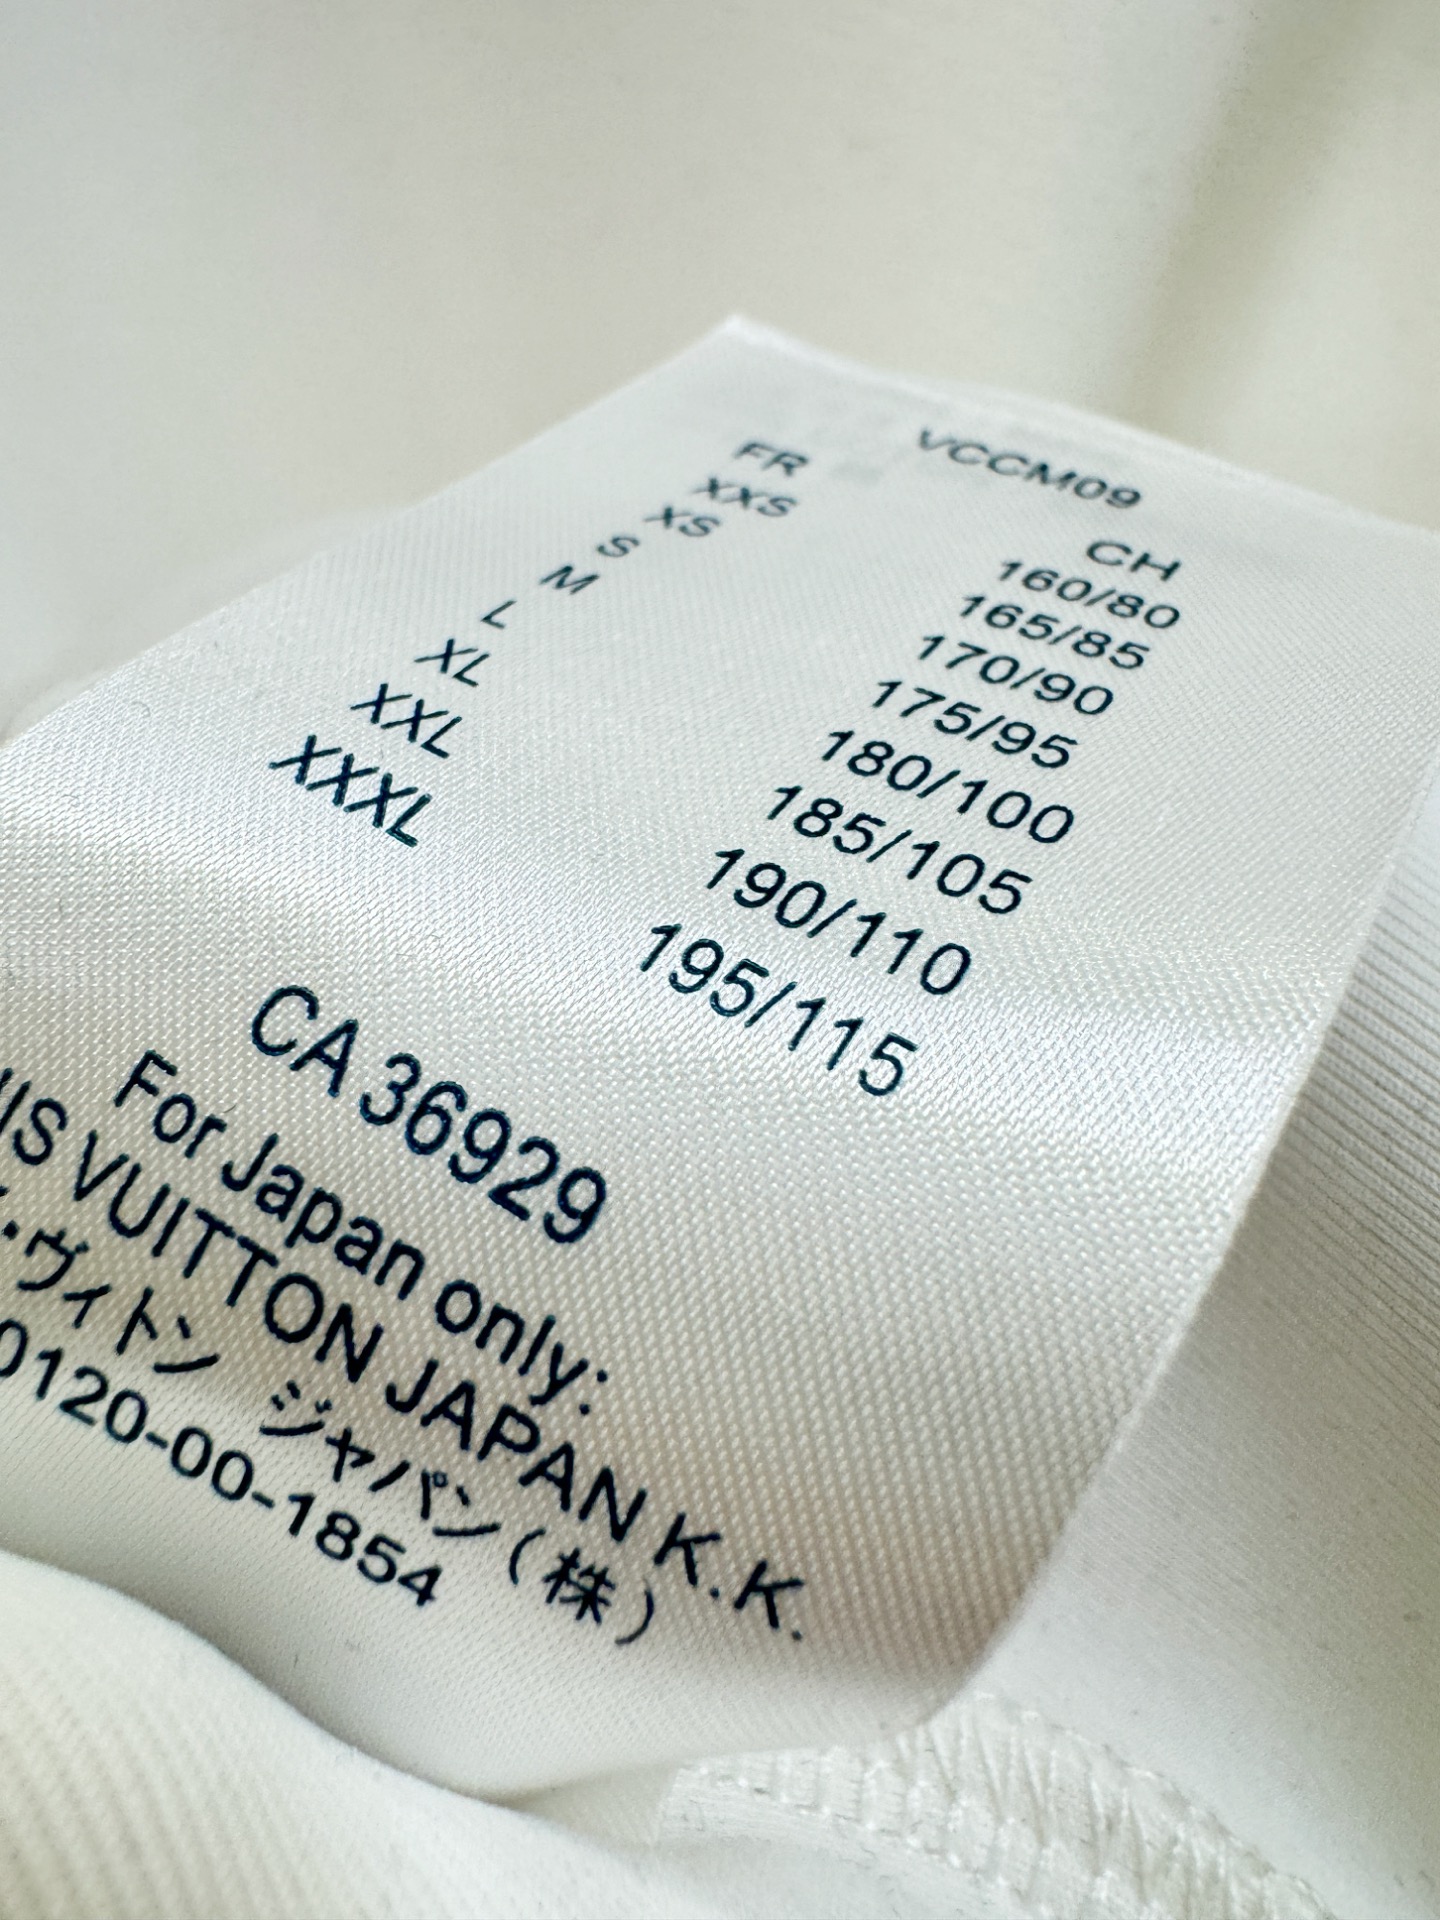 VCCM09
FR CH
XXS 160/80
XS 165/85
S 170/90
M 175/95
L 180/100
XL 185/105
XXL 190/110
XXXL 195/115
CA 36929
For Japan only:
VUITTON JAPAN K.K.
・ヴィトン ジャパン(株)
0120-00-1854